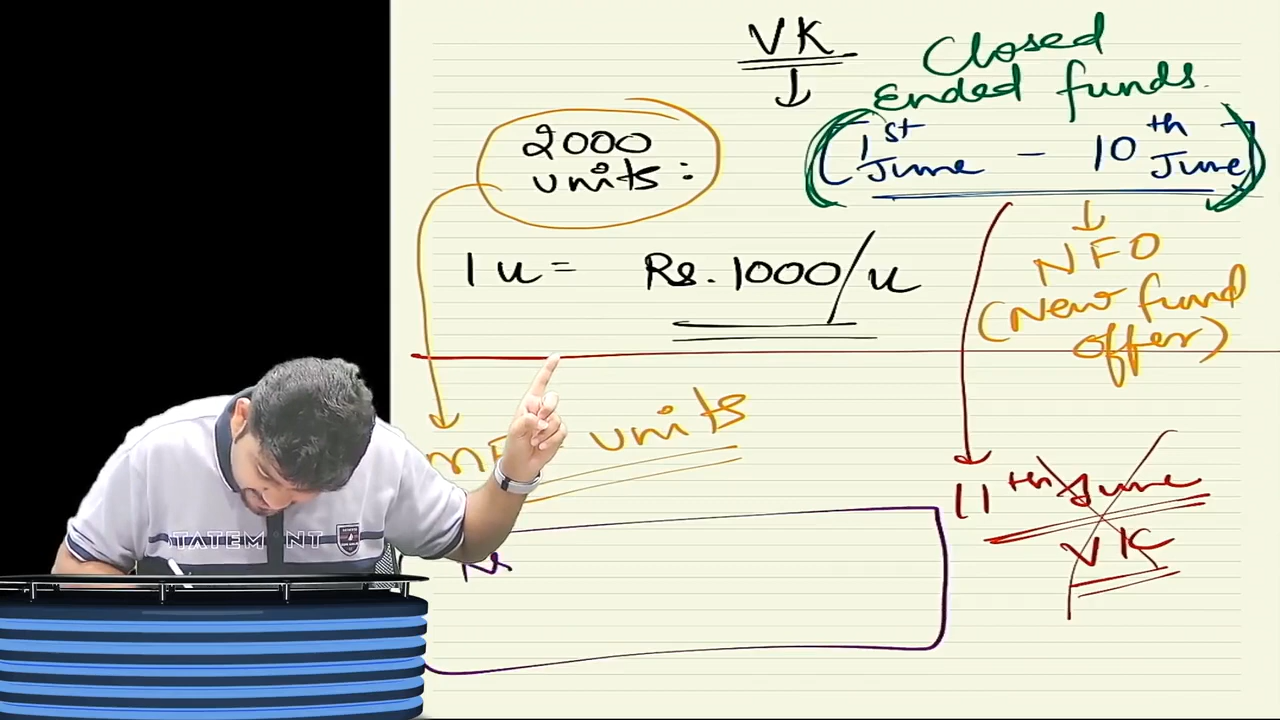 VK
↓
Closed
Ended funds.
2000
units :
(1st June - 10th June)
↓
NFO
(New fund
offer)
1 u = Rs. 1000/u
units
11th June
VK
STATEMENT